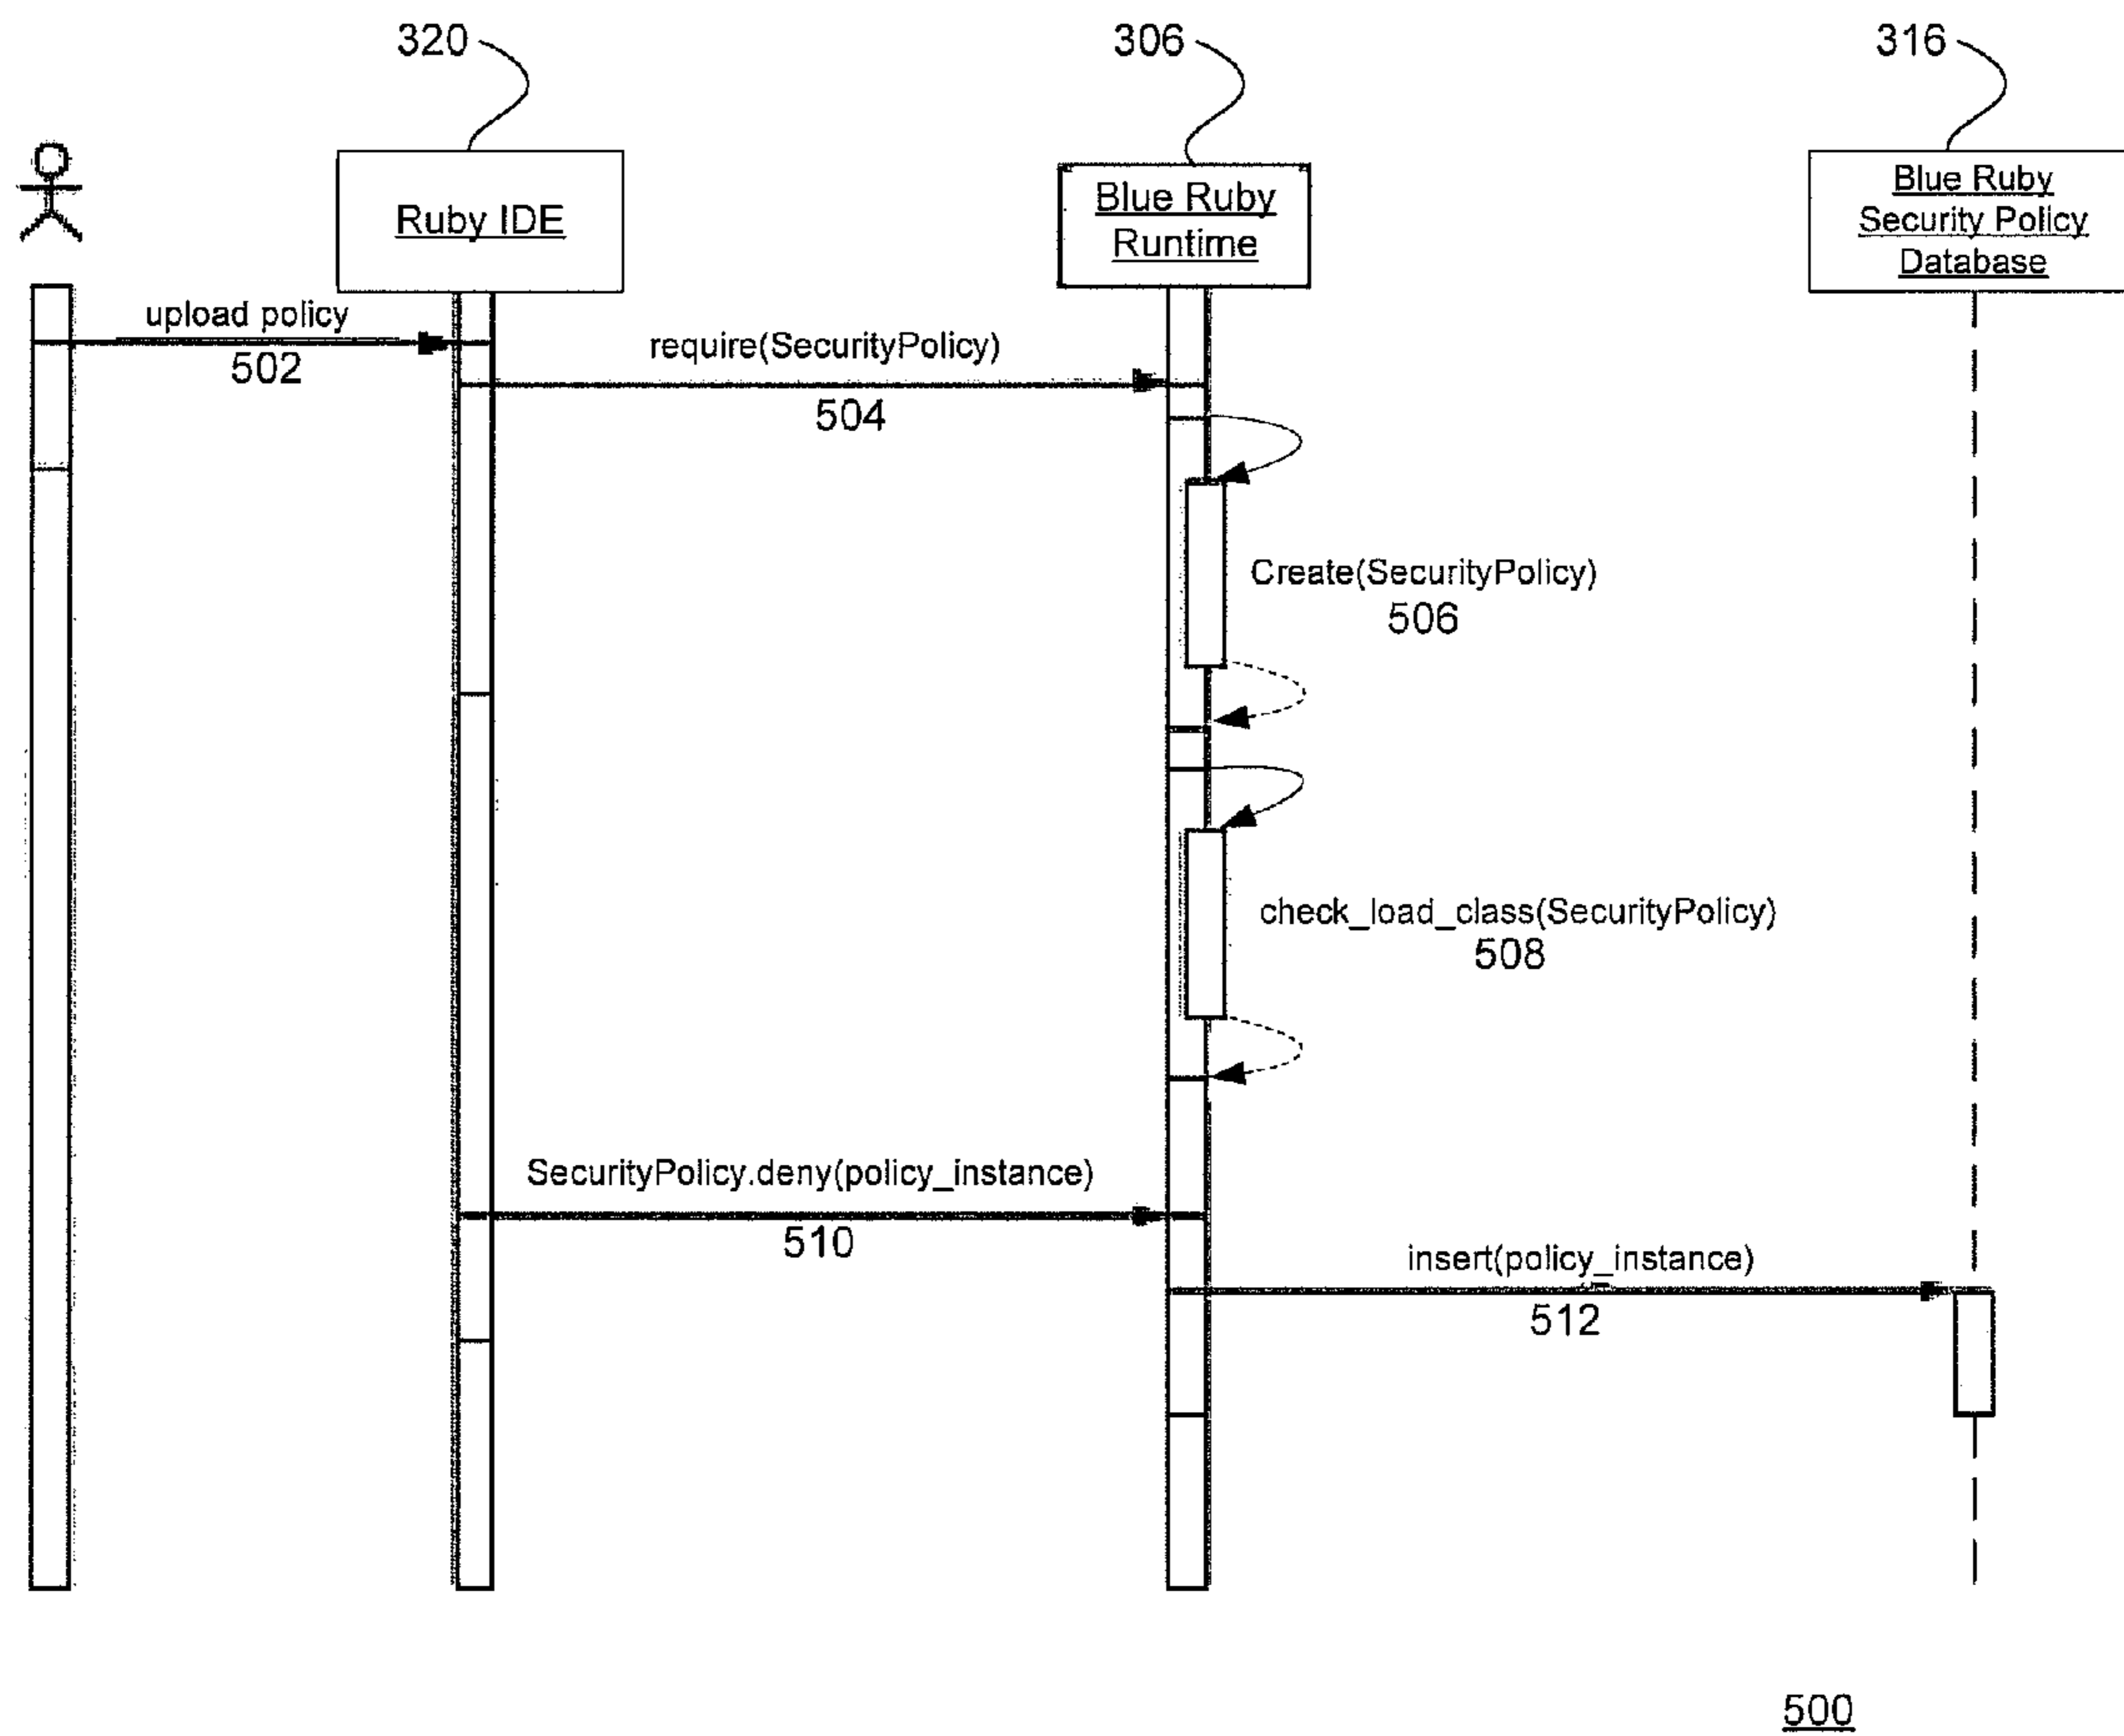 320
306
316
Ruby IDE
Blue Ruby
Runtime
Blue Ruby
Security Policy
Database
upload policy
502
require(SecurityPolicy)
504
Create(SecurityPolicy)
506
check_load_class(SecurityPolicy)
508
SecurityPolicy.deny(policy_instance)
510
insert(policy_instance)
512
500